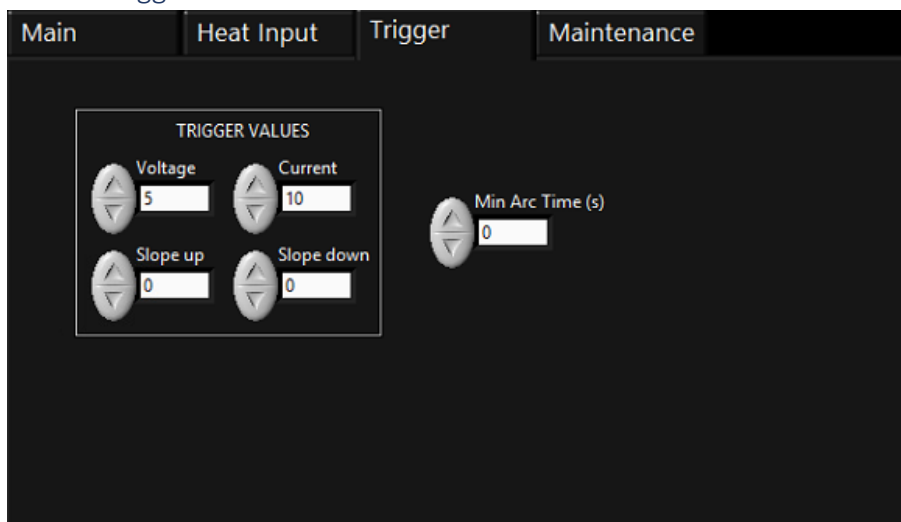 Main
Heat Input
Trigger
Maintenance
TRIGGER VALUES
Voltage
5
Current
10
Slope up
0
Slope down
0
Min Arc Time (s)
0